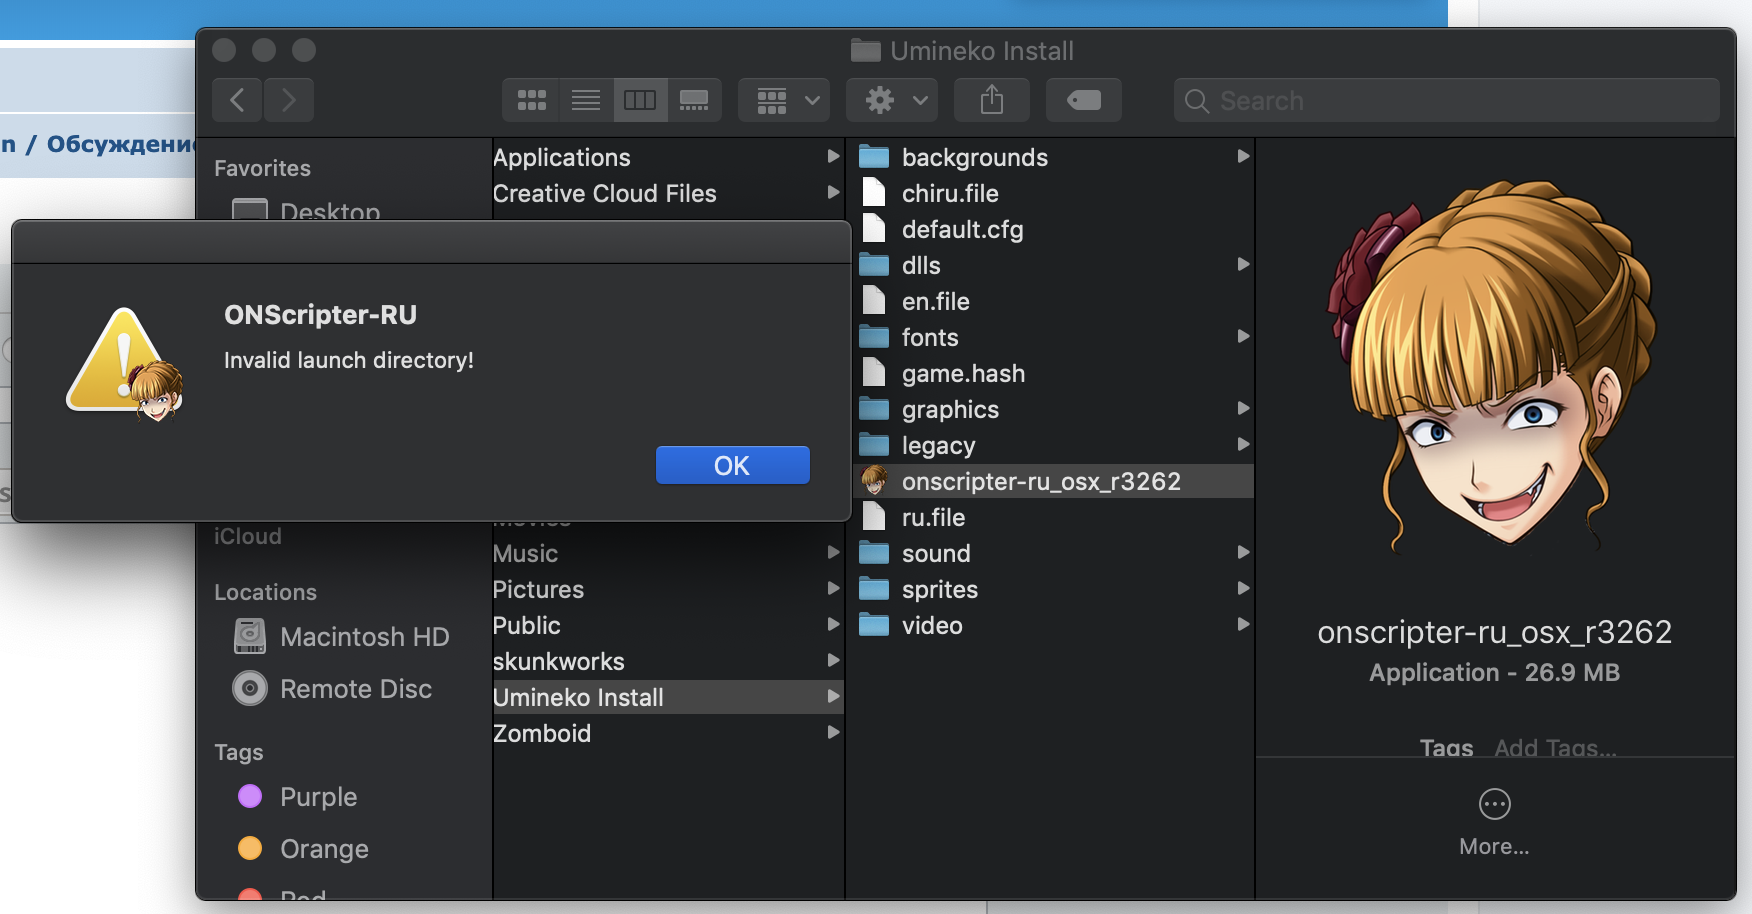 Umineko Install
Search
n / Обсуждение
Favorites
Desktop
Applications
Creative Cloud Files
backgrounds
chiru.file
default.cfg
dlls
en.file
fonts
game.hash
graphics
legacy
onscripter-ru_osx_r3262
ru.file
sound
sprites
video
ONScripter-RU
Invalid launch directory!
OK
Movies
Music
Pictures
Public
skunkworks
Umineko Install
Zomboid
iCloud
Locations
Macintosh HD
Remote Disc
Tags
Purple
Orange
Red
onscripter-ru_osx_r3262
Application - 26.9 MB
Tags Add Tags...
More...